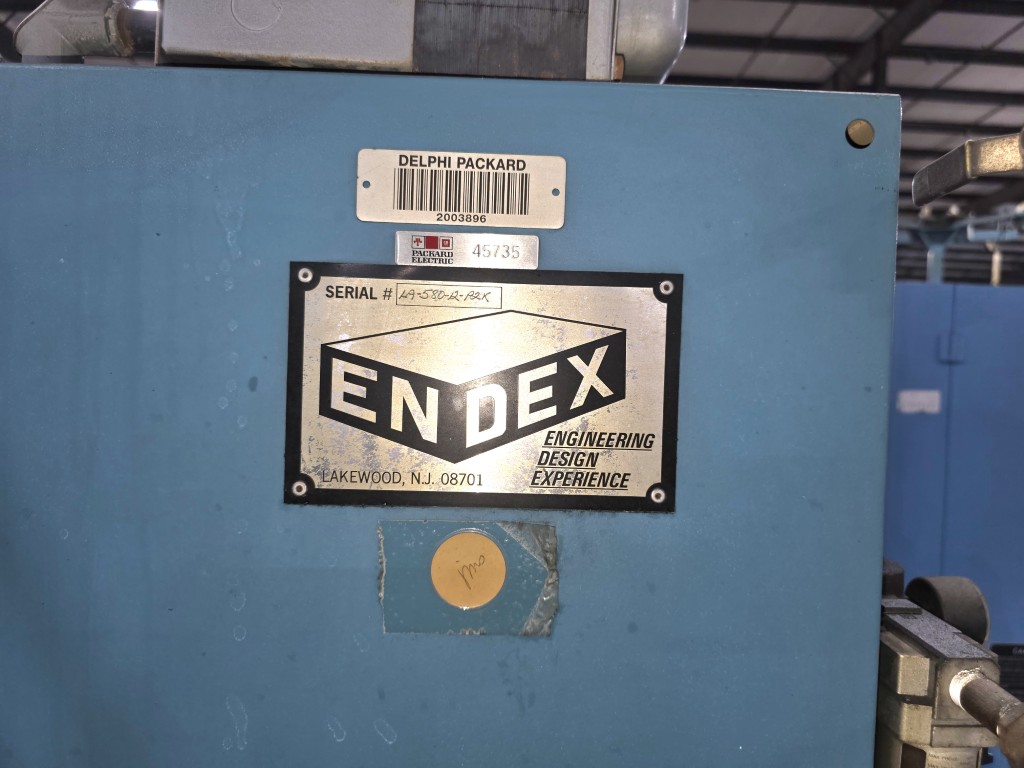 DELPHI PACKARD
2003896
PACKARD
ELECTRIC
45735
SERIAL #
ENDEX
ENGINEERING
DESIGN
EXPERIENCE
LAKEWOOD, N.J. 08701